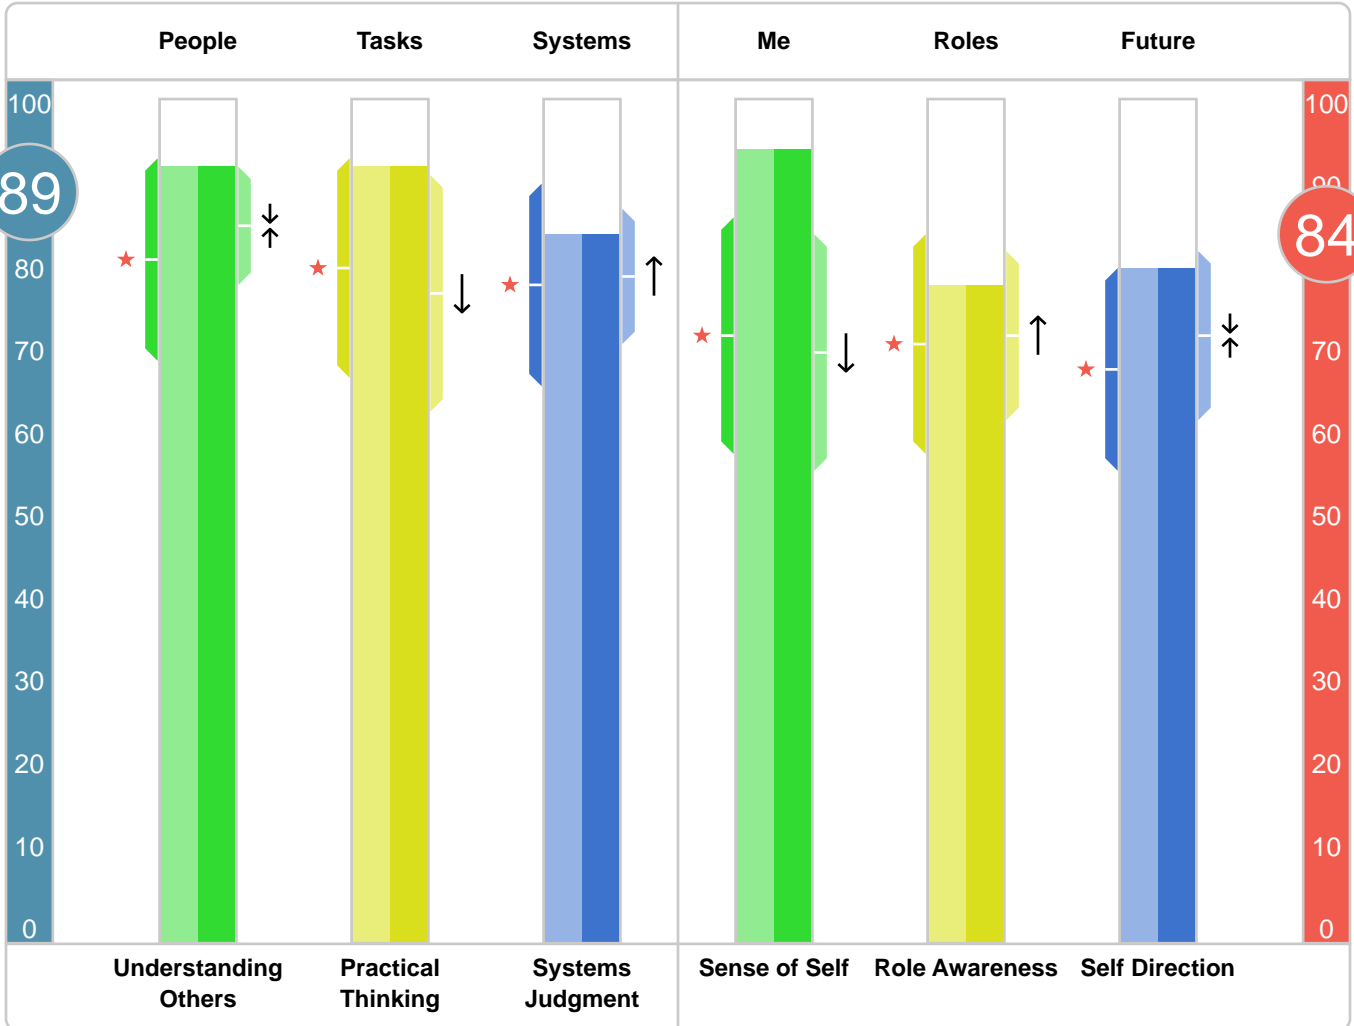 People
Tasks
Systems
Me
Roles
Future
100
89
80
70
60
50
40
30
20
10
0
100
90
84
70
60
50
40
30
20
10
0
Understanding
Others
Practical
Thinking
Systems
Judgment
Sense of Self
Role Awareness
Self Direction